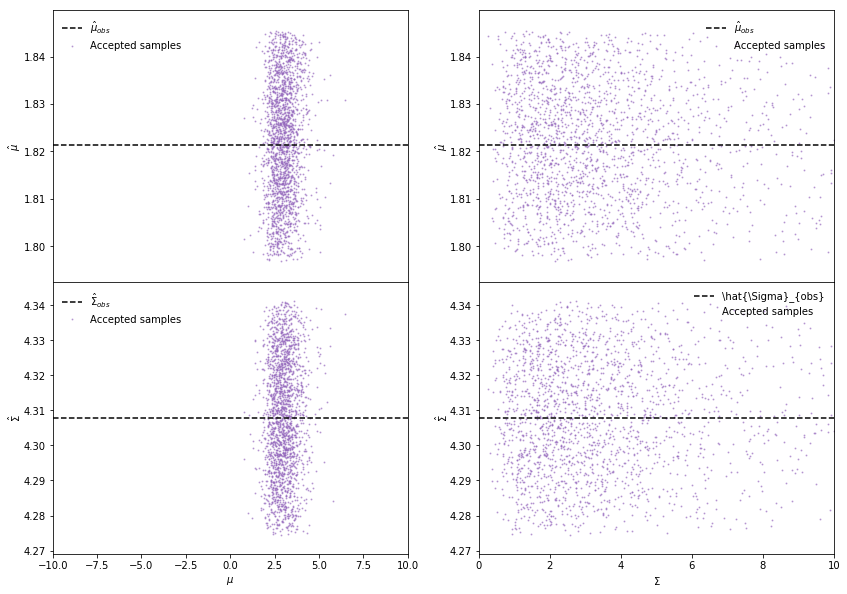 μ̂_obs
Accepted samples
1.84
1.83
1.82
1.81
1.80
μ̂
μ̂_obs
Accepted samples
1.84
1.83
1.82
1.81
1.80
μ̂
Σ̂_obs
Accepted samples
4.34
4.33
4.32
4.31
4.30
4.29
4.28
4.27
Σ̂
−10.0 −7.5 −5.0 −2.5 0.0 2.5 5.0 7.5 10.0
μ
\hat{\Sigma}_{obs}
Accepted samples
4.34
4.33
4.32
4.31
4.30
4.29
4.28
4.27
Σ̂
0 2 4 6 8 10
Σ